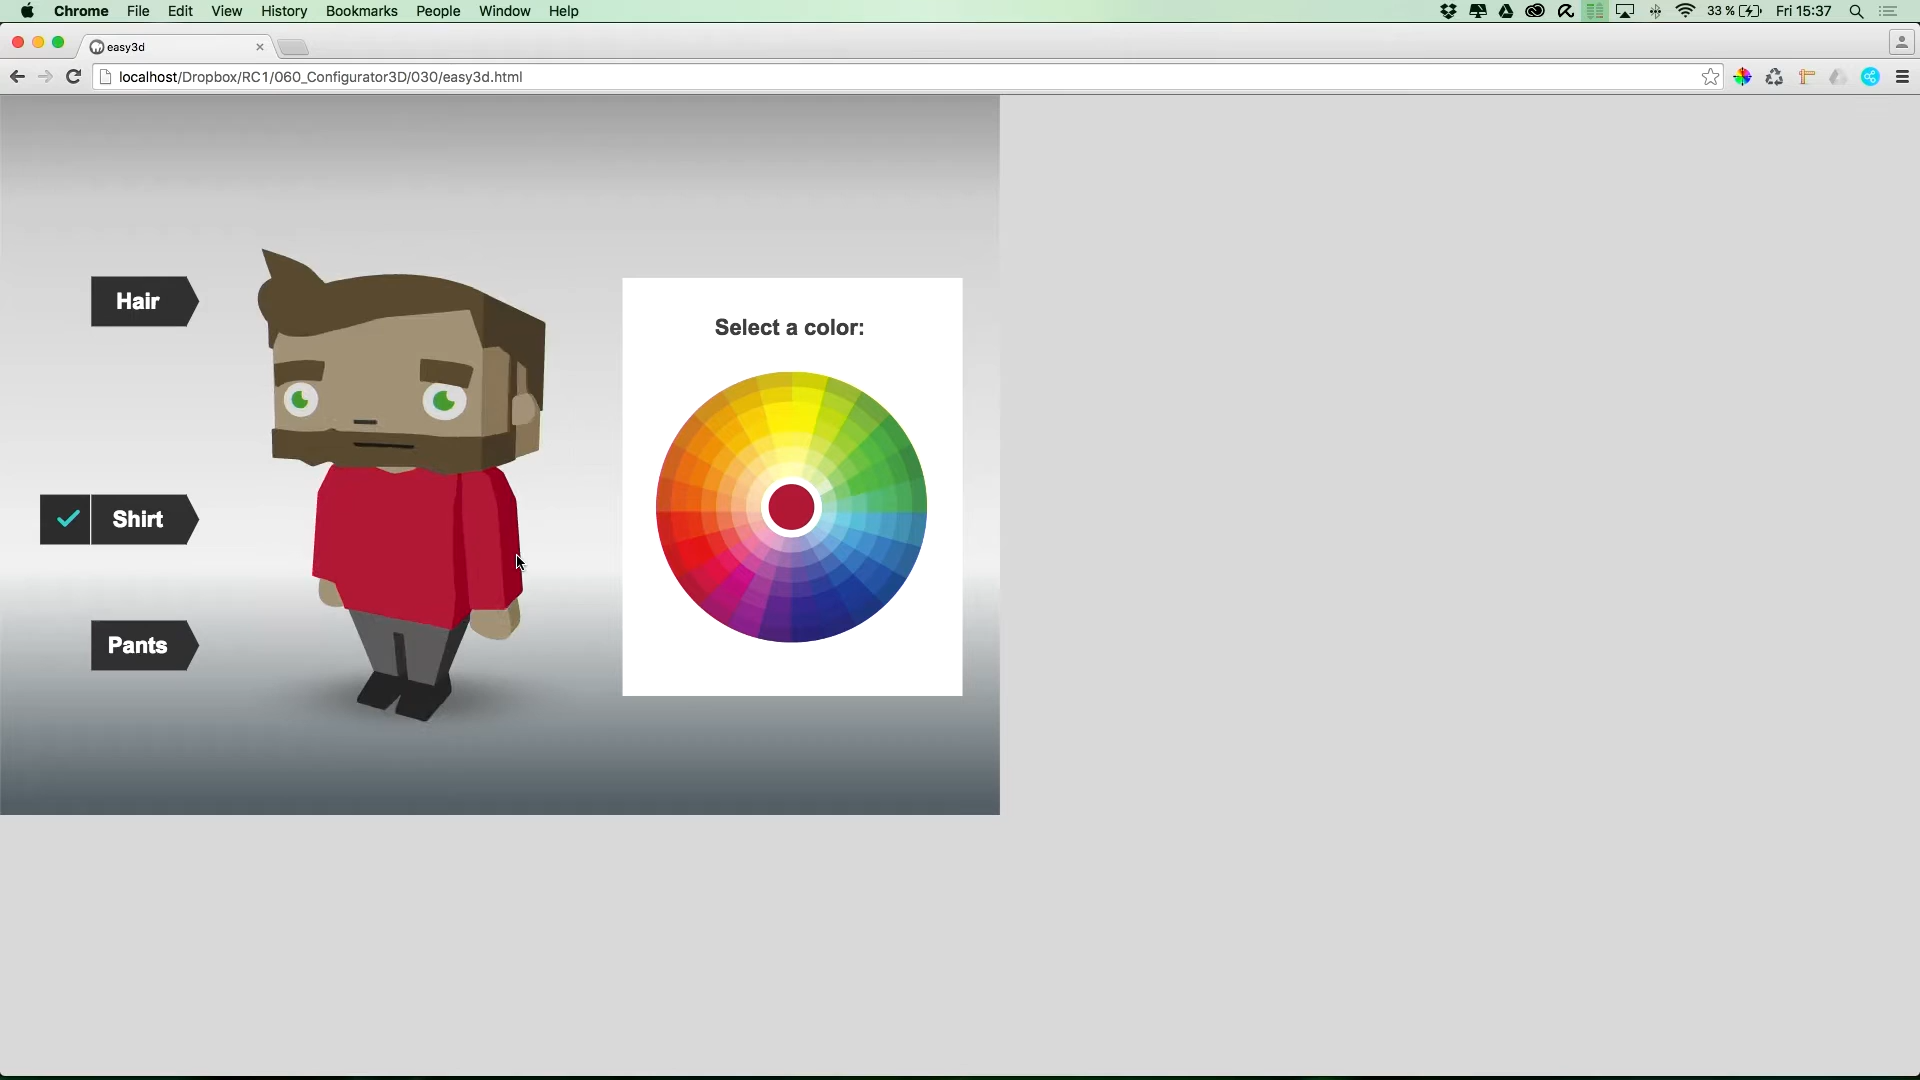 Chrome File Edit View History Bookmarks People Window Help 33 % Fri 15:37
easy3d
localhost/Dropbox/RC1/060_Configurator3D/030/easy3d.html
Hair
Select a color:
Shirt
Pants